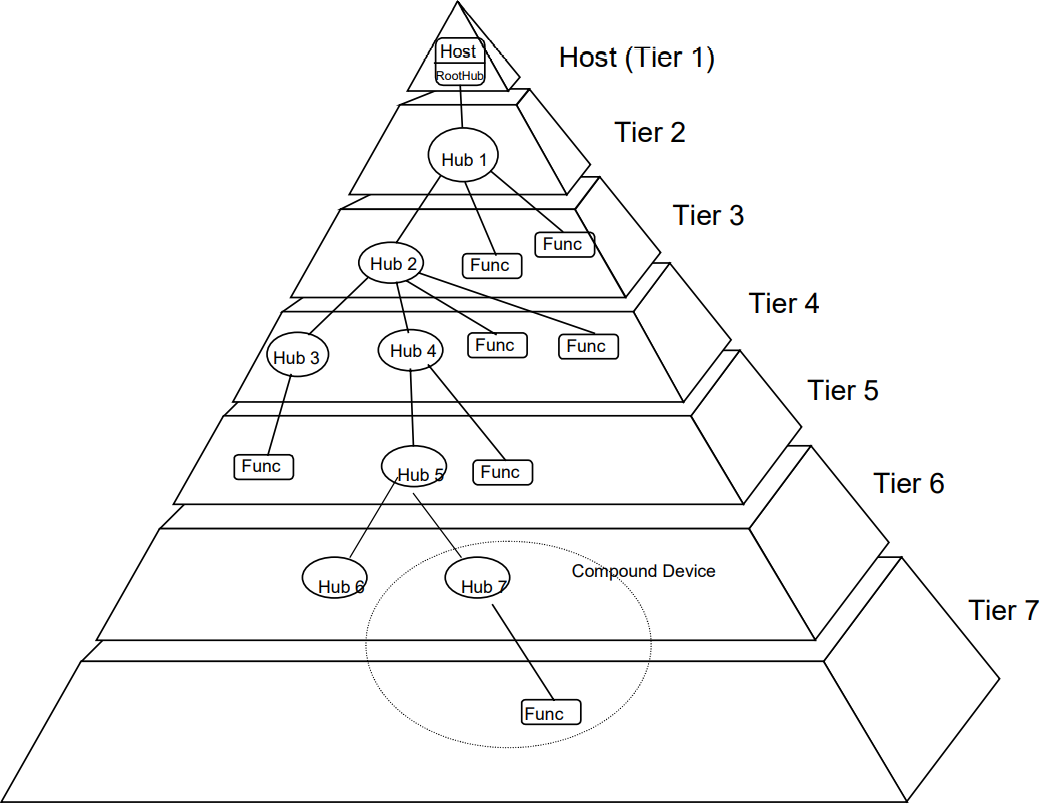 Host
RootHub
Host (Tier 1)
Tier 2
Hub 1
Tier 3
Func
Hub 2
Func
Tier 4
Hub 3
Hub 4
Func
Func
Tier 5
Func
Hub 5
Func
Tier 6
Compound Device
Hub 6
Hub 7
Tier 7
Func